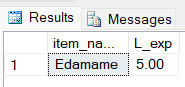 Results Messages
item_na... L_exp
1 Edamame 5.00